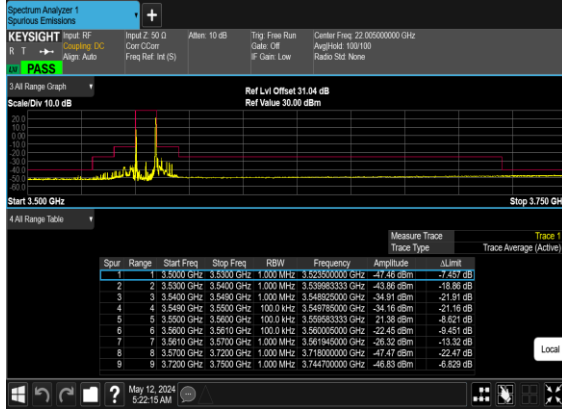 Spectrum Analyzer 1
Spurious Emissions
KEYSIGHT Input: RF Input Z: 50 Ω Atten: 10 dB Trig: Free Run Center Freq: 22.005000000 GHz
R T Coupling: DC Corr CCorr Gate: Off Avg|Hold: 100/100
Align: Auto Freq Ref: Int (S) IF Gain: Low Radio Std: None
PASS
3 All Range Graph
Ref Lvl Offset 31.04 dB
Scale/Div 10.0 dB Ref Value 30.00 dBm
20.0
10.0
0.00
-10.0
-20.0
-30.0
-40.0
-50.0
-60.0
Start 3.500 GHz Stop 3.750 GH
4 All Range Table
Measure Trace Trace 1
Trace Type Trace Average (Active)
Spur Range Start Freq Stop Freq RBW Frequency Amplitude ΔLimit
1 1 3.5000 GHz 3.5300 GHz 1.000 MHz 3.523500000 GHz -47.46 dBm -7.457 dB
2 2 3.5300 GHz 3.5400 GHz 1.000 MHz 3.539983333 GHz -43.86 dBm -18.86 dB
3 3 3.5400 GHz 3.5490 GHz 1.000 MHz 3.548925000 GHz -34.91 dBm -21.91 dB
4 4 3.5490 GHz 3.5500 GHz 100.0 kHz 3.549785000 GHz -34.16 dBm -21.16 dB
5 5 3.5500 GHz 3.5600 GHz 100.0 kHz 3.559583333 GHz 21.38 dBm -8.621 dB
6 6 3.5600 GHz 3.5610 GHz 100.0 kHz 3.560005000 GHz -22.45 dBm -9.451 dB
7 7 3.5610 GHz 3.5700 GHz 1.000 MHz 3.561945000 GHz -26.32 dBm -13.32 dB
8 8 3.5700 GHz 3.7200 GHz 1.000 MHz 3.718000000 GHz -47.47 dBm -22.47 dB
9 9 3.7200 GHz 3.7500 GHz 1.000 MHz 3.744700000 GHz -46.83 dBm -6.829 dB
Local
May 12, 2024
5:22:15 AM